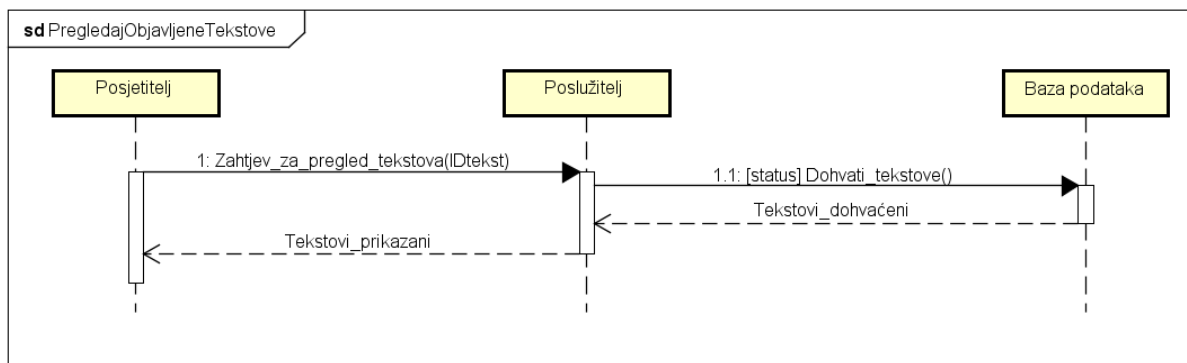 sd PregledajObjavljeneTekstove
Posjetitelj
Poslužitelj
Baza podataka
1: Zahtjev_za_pregled_tekstova(IDtekst)
1.1: [status] Dohvati_tekstove()
Tekstovi_dohvaćeni
Tekstovi_prikazani